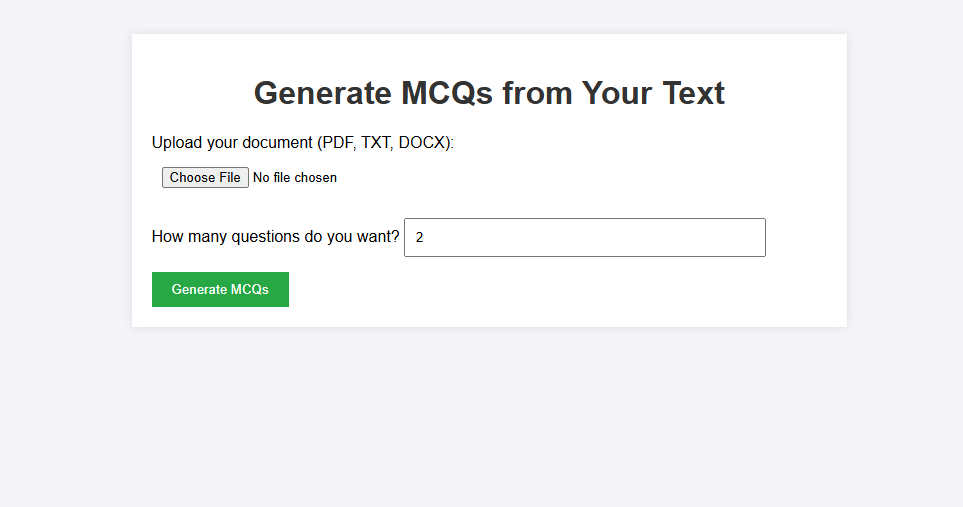 Generate MCQs from Your Text
Upload your document (PDF, TXT, DOCX):
Choose File No file chosen
How many questions do you want? 2
Generate MCQs